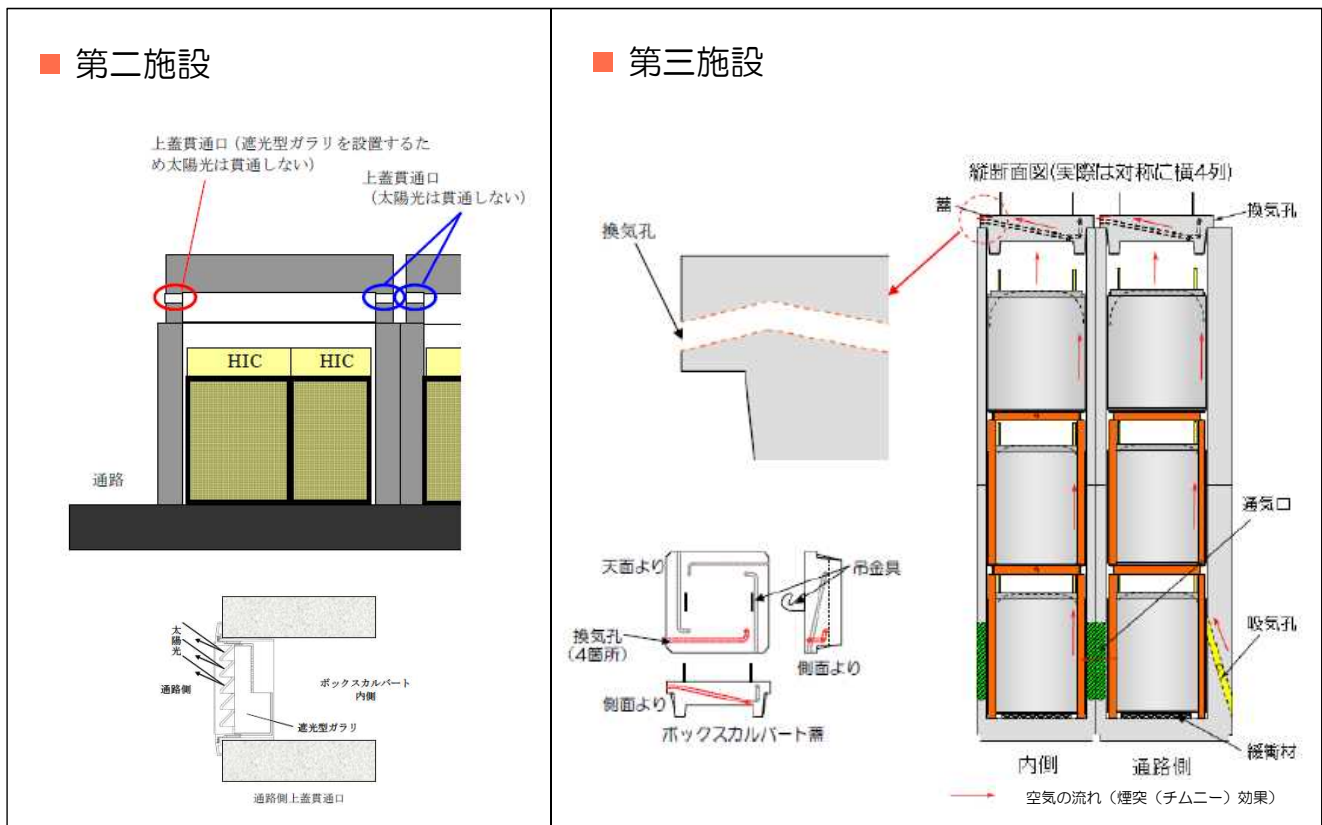 ■ 第二施設
上蓋貫通口（遮光型ガラリを設置するた
め太陽光は貫通しない）
上蓋貫通口
（太陽光は貫通しない）
HIC
HIC
通路
太陽光
通路側
ボックスカルバート
内側
遮光型ガラリ
通路側上蓋貫通口
■ 第三施設
縦断面図(実際は対称に横4列)
蓋
換気孔
換気孔
通気口
天面より
吊金具
換気孔
(4箇所)
側面より
側面より
ボックスカルバート蓋
吸気孔
緩衝材
内側
通路側
空気の流れ（煙突（チムニー）効果）